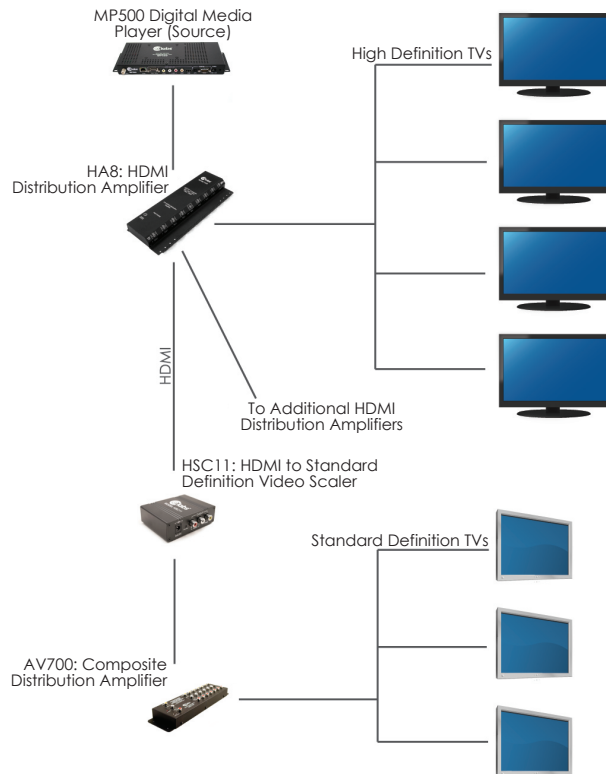 MP500 Digital Media
Player (Source)
High Definition TVs
HA8: HDMI
Distribution Amplifier
HDMI
To Additional HDMI
Distribution Amplifiers
HSC11: HDMI to Standard
Definition Video Scaler
Standard Definition TVs
AV700: Composite
Distribution Amplifier